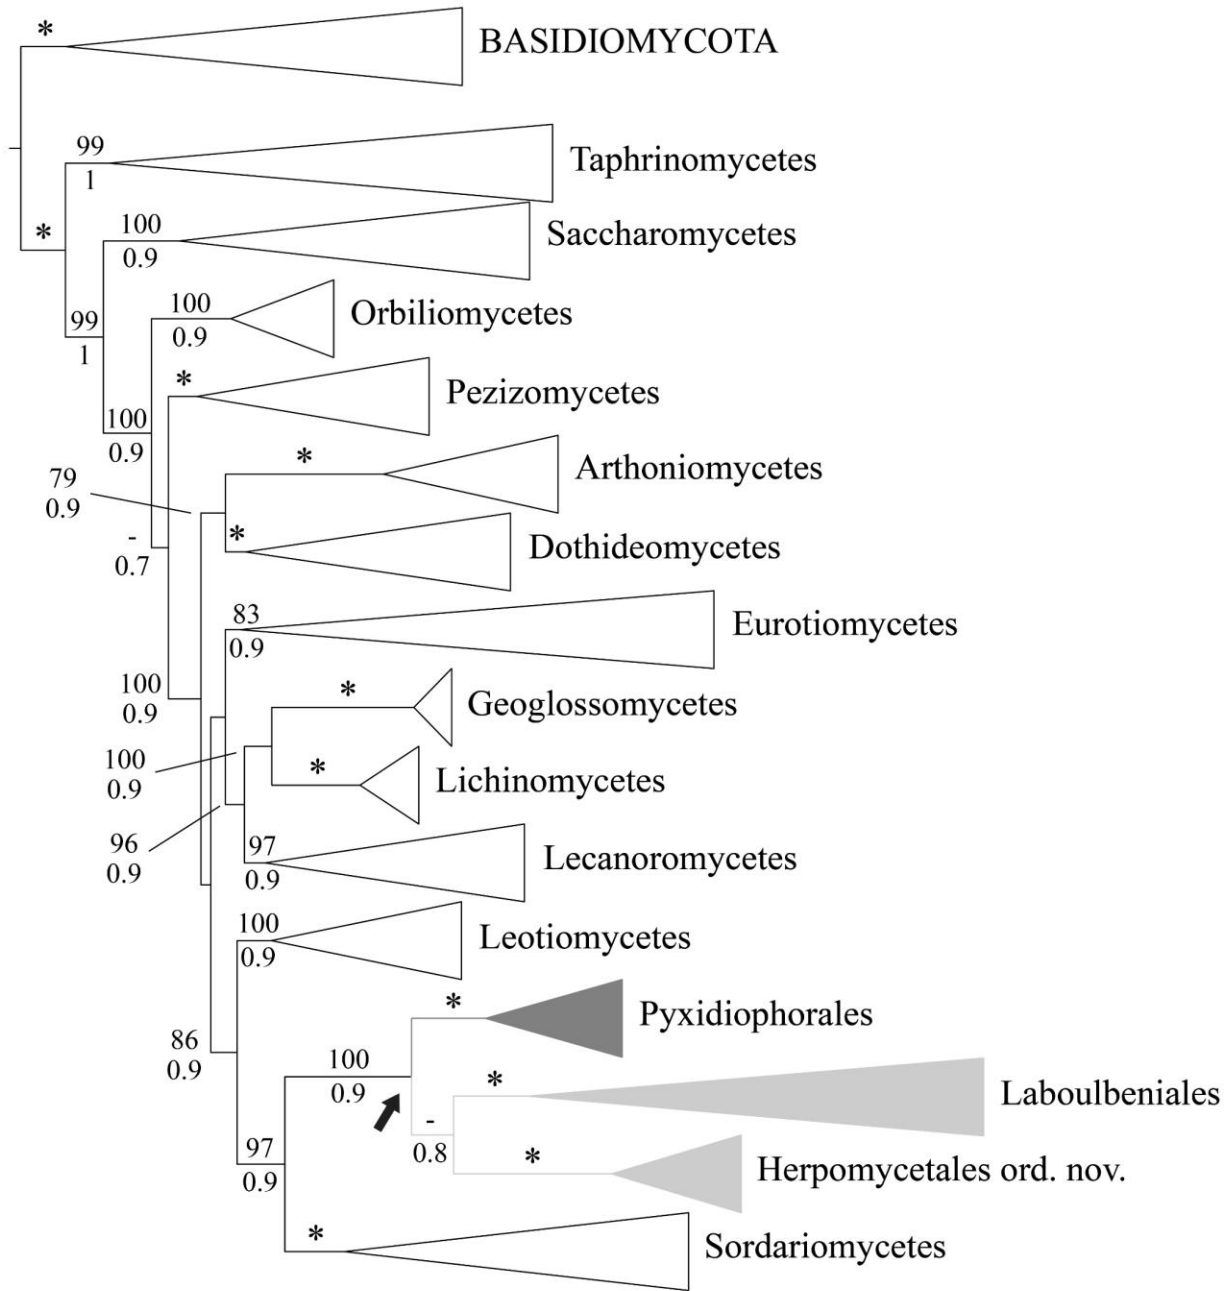 *
BASIDIOMYCOTA
99
1
Taphrinomycetes
*
100
0.9
Saccharomycetes
99
1
100
0.9
Orbiliomycetes
*
Pezizomycetes
100
0.9
*
Arthoniomycetes
79
0.9
*
Dothideomycetes
-
0.7
83
0.9
Eurotiomycetes
100
0.9
*
Geoglossomycetes
100
0.9
*
Lichinomycetes
96
0.9
97
0.9
Lecanoromycetes
100
0.9
Leotiomycetes
*
Pyxidiophorales
86
0.9
100
0.9
*
Laboulbeniales
-
0.8
*
Herpomycetales ord. nov.
97
0.9
*
Sordariomycetes